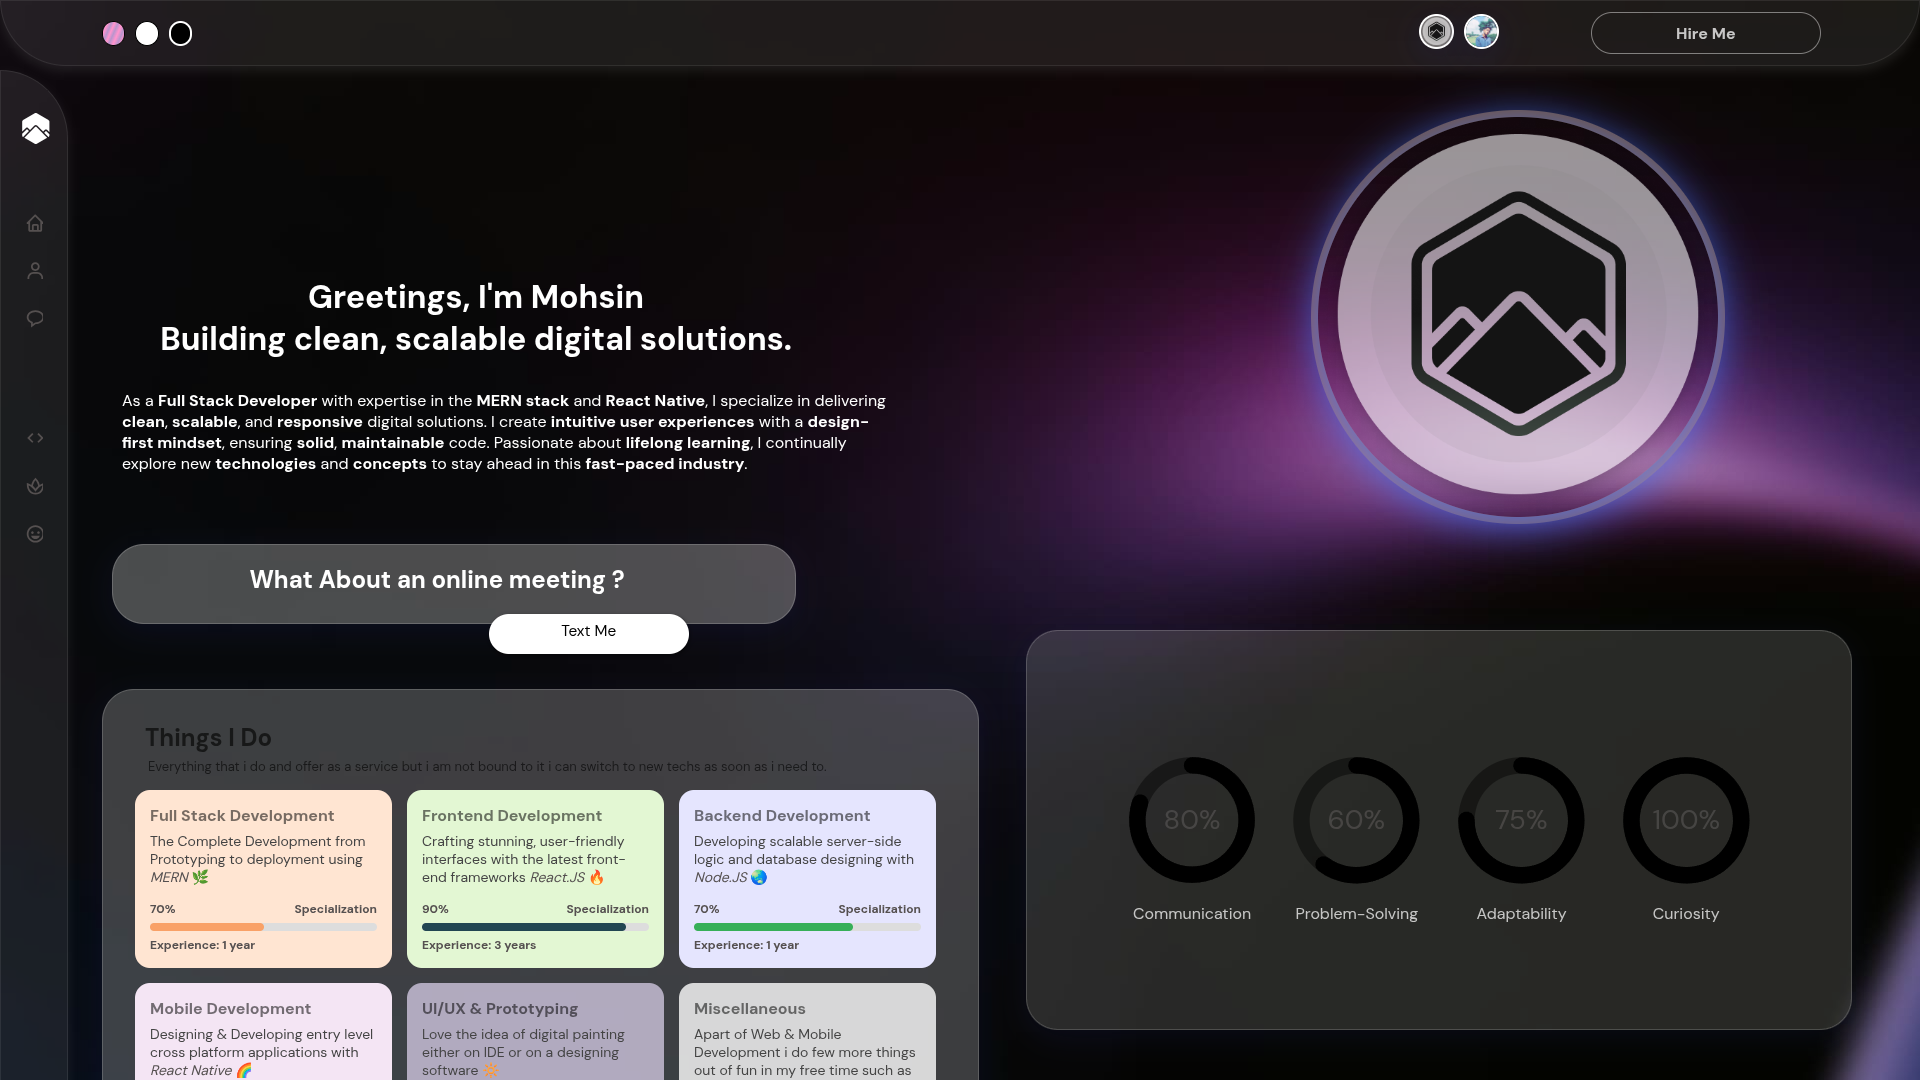 Hire Me
Greetings, I'm Mohsin
Building clean, scalable digital solutions.
As a Full Stack Developer with expertise in the MERN stack and React Native, I specialize in delivering
clean, scalable, and responsive digital solutions. I create intuitive user experiences with a design-
first mindset, ensuring solid, maintainable code. Passionate about lifelong learning, I continually
explore new technologies and concepts to stay ahead in this fast-paced industry.
What About an online meeting ?
Text Me
Things I Do
Everything that i do and offer as a service but i am not bound to it i can switch to new techs as soon as i need to.
Full Stack Development
The Complete Development from
Prototyping to deployment using
MERN 🌿
70% Specialization
Experience: 1 year
Frontend Development
Crafting stunning, user-friendly
interfaces with the latest front-
end frameworks React.JS 🔥
90% Specialization
Experience: 3 years
Backend Development
Developing scalable server-side
logic and database designing with
Node.JS 🌏
70% Specialization
Experience: 1 year
Mobile Development
Designing & Developing entry level
cross platform applications with
React Native 🌈
UI/UX & Prototyping
Love the idea of digital painting
either on IDE or on a designing
software 🔆
Miscellaneous
Apart of Web & Mobile
Development i do few more things
out of fun in my free time such as
80% 60% 75% 100%
Communication Problem-Solving Adaptability Curiosity